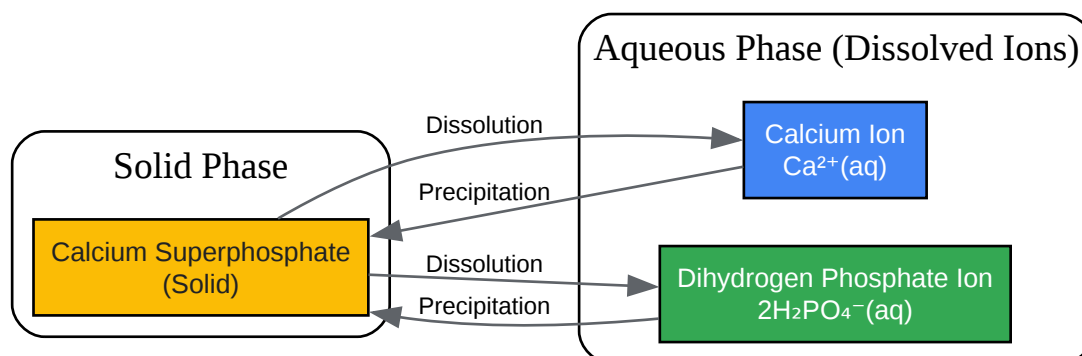 Aqueous Phase (Dissolved Ions)
Solid Phase
Dissolution
Calcium Ion
Ca²⁺(aq)
Precipitation
Calcium Superphosphate
(Solid)
Dissolution
Dihydrogen Phosphate Ion
2H₂PO₄⁻(aq)
Precipitation